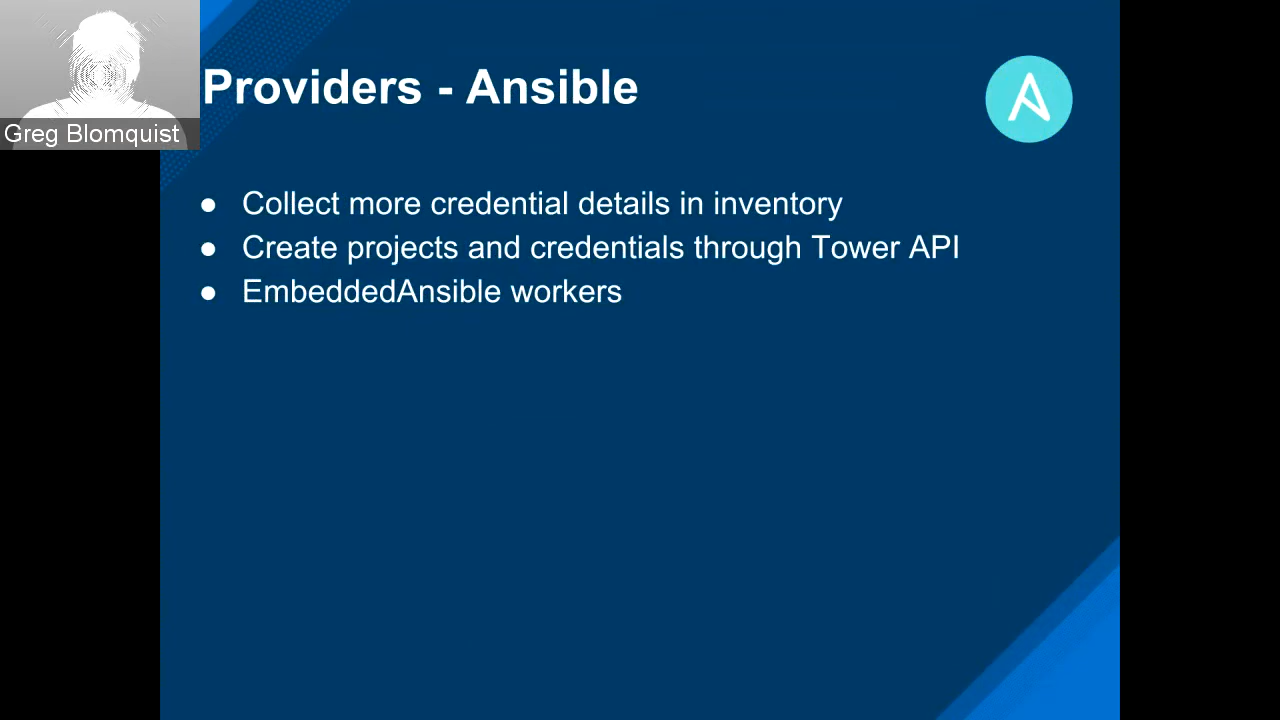 Providers - Ansible
Greg Blomquist
● Collect more credential details in inventory
● Create projects and credentials through Tower API
● EmbeddedAnsible workers